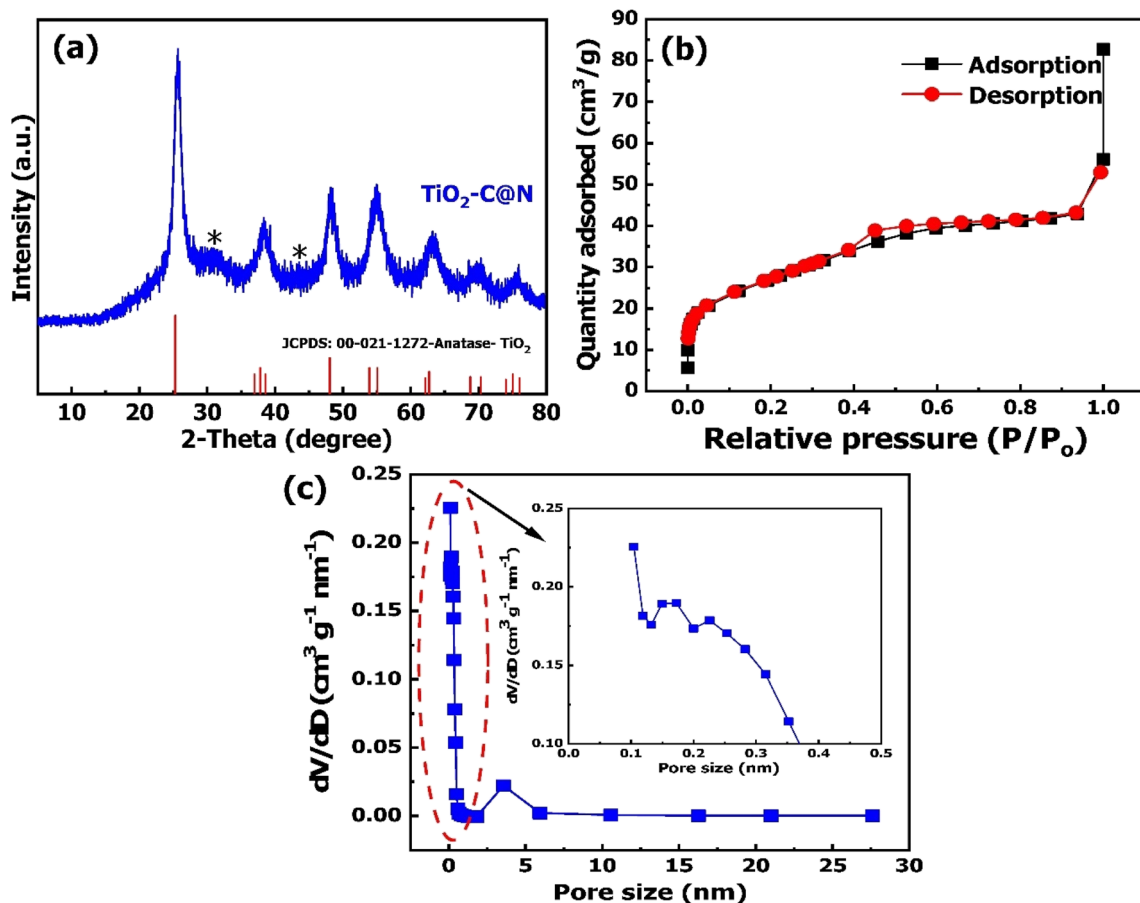 (a)
Intensity (a.u.)
*
*
TiO₂-C@N
JCPDS: 00-021-1272-Anatase- TiO₂
10 20 30 40 50 60 70 80
2-Theta (degree)
(b)
Quantity adsorbed (cm³/g)
90
80
70
60
50
40
30
20
10
0
Adsorption
Desorption
0.0 0.2 0.4 0.6 0.8 1.0
Relative pressure (P/Pₒ)
(c)
dV/dD (cm³ g⁻¹ nm⁻¹)
0.25
0.20
0.15
0.10
0.05
0.00
0 5 10 15 20 25 30
Pore size (nm)
dV/dD (cm³ g⁻¹ nm⁻¹)
0.25
0.20
0.15
0.10
0.0 0.1 0.2 0.3 0.4 0.5
Pore size (nm)